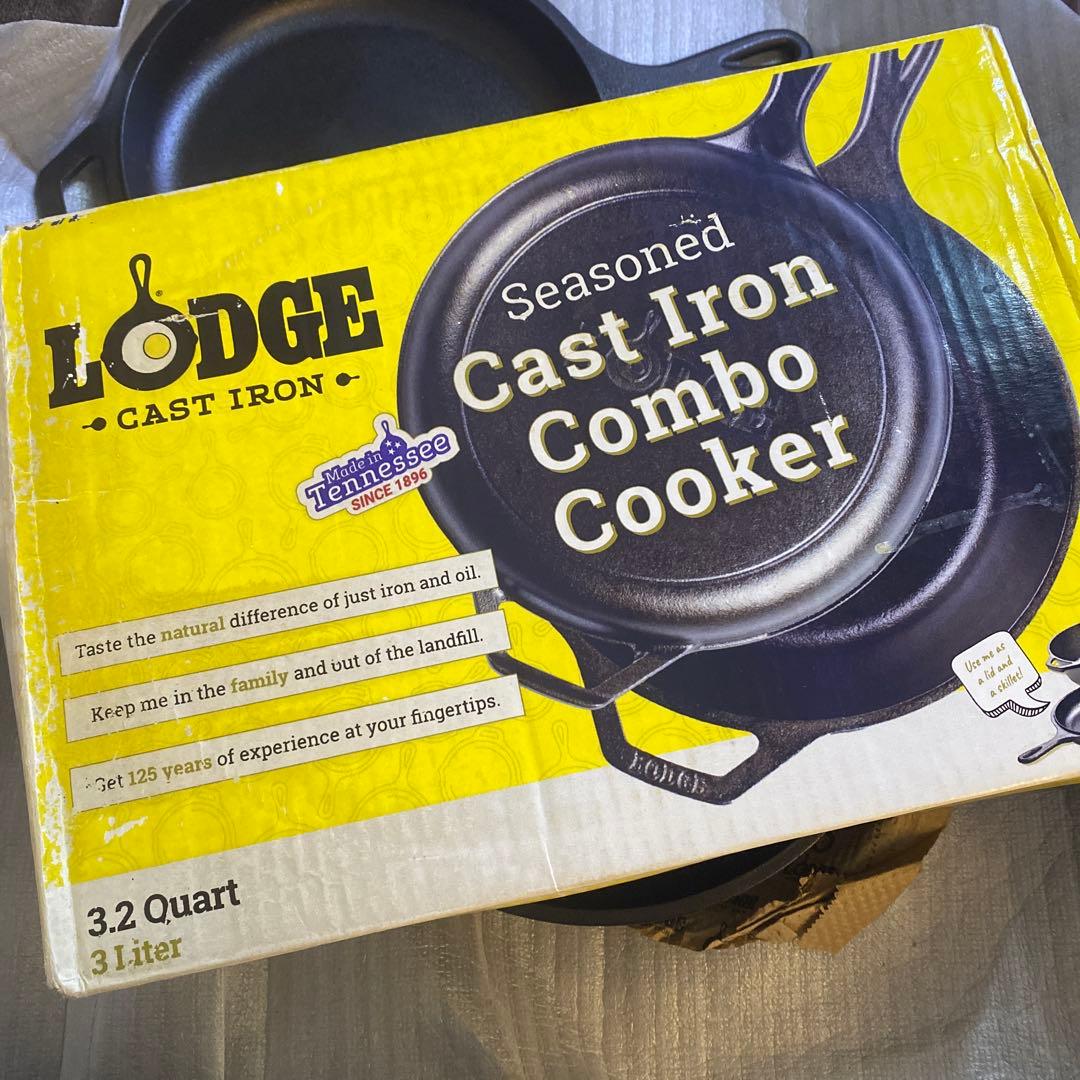 LODGE
®
CAST IRON
Made in
Tennessee
SINCE 1896
Seasoned
Cast Iron
Combo
Cooker
Taste the natural difference of just iron and oil.
Keep me in the family and out of the landfill.
Get 125 years of experience at your fingertips.
LODGE
Use me as
a lid and
a skillet!
3.2 Quart
3 Liter